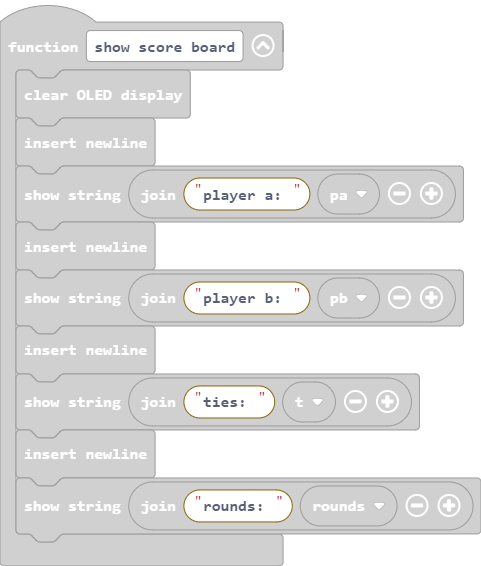 function show score board
clear OLED display
insert newline
show string join "player a: " pa
insert newline
show string join "player b: " pb
insert newline
show string join "ties: " t
insert newline
show string join "rounds: " rounds